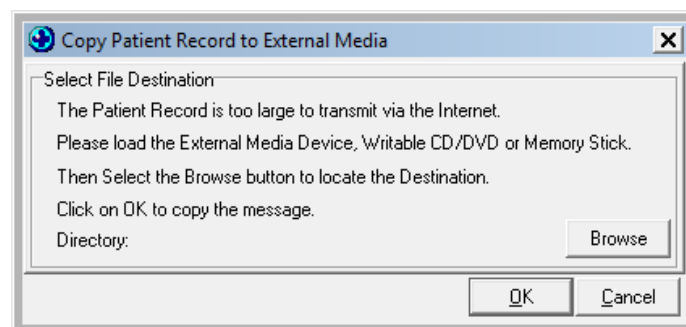 Copy Patient Record to External Media
Select File Destination
The Patient Record is too large to transmit via the Internet.
Please load the External Media Device, Writable CD/DVD or Memory Stick.
Then Select the Browse button to locate the Destination.
Click on OK to copy the message.
Directory:
Browse
OK
Cancel